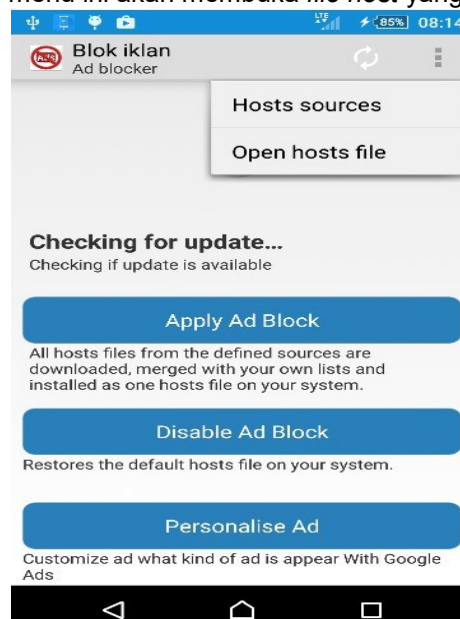 menu ini akan membuka file host yang
LTE 85% 08:14
ADS Blok iklan
Ad blocker
Hosts sources
Open hosts file
Checking for update...
Checking if update is available
Apply Ad Block
All hosts files from the defined sources are
downloaded, merged with your own lists and
installed as one hosts file on your system.
Disable Ad Block
Restores the default hosts file on your system.
Personalise Ad
Customize ad what kind of ad is appear With Google
Ads